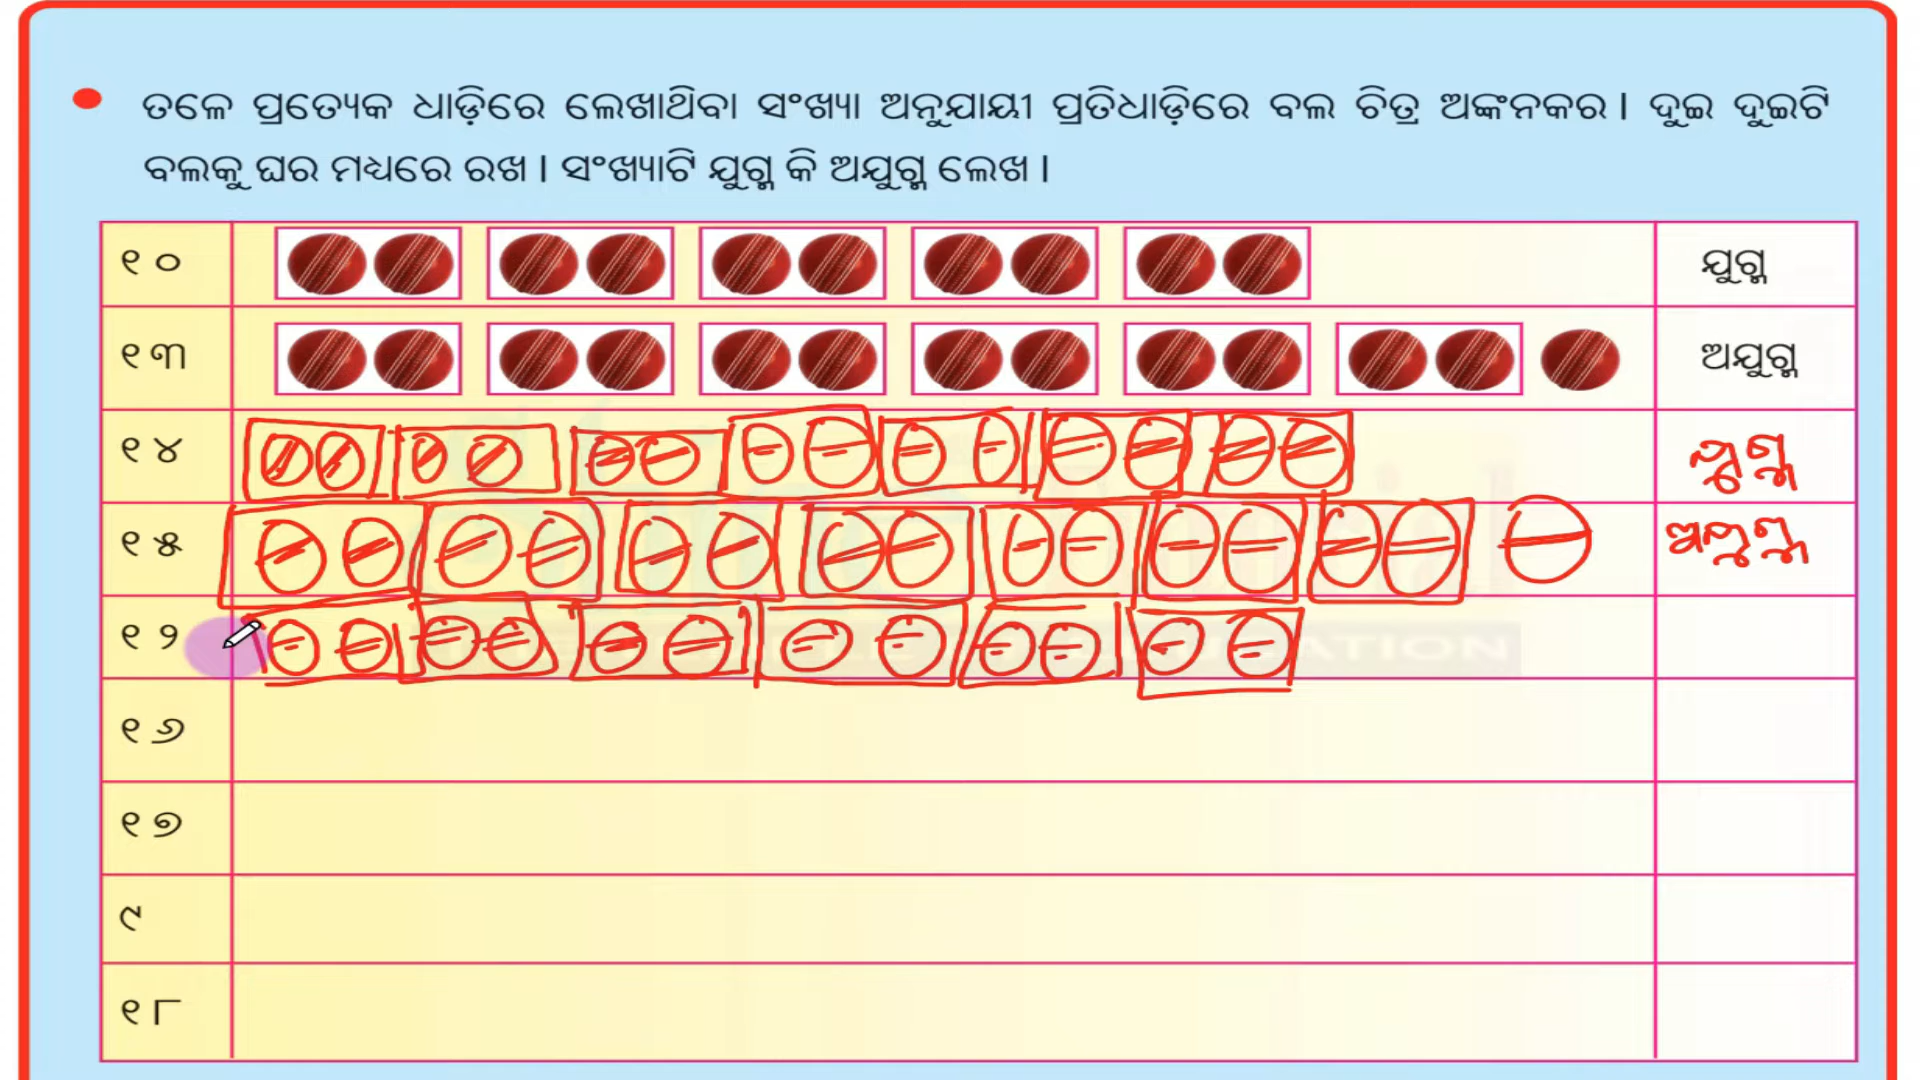 ତଳେ ପ୍ରତ୍ୟେକ ଧାଡ଼ିରେ ଲେଖାଥିବା ସଂଖ୍ୟା ଅନୁଯାୟୀ ପ୍ରତିଧାଡ଼ିରେ ବଲ ଚିତ୍ର ଅଙ୍କନକର । ଦୁଇ ଦୁଇଟି
ବଲକୁ ଘର ମଧ୍ୟରେ ରଖ । ସଂଖ୍ୟାଟି ଯୁଗ୍ମ କି ଅଯୁଗ୍ମ ଲେଖ ।
୧୦ ଯୁଗ୍ମ
୧୩ ଅଯୁଗ୍ମ
୧୪ ଯୁଗ୍ମ
୧୫ ଅଯୁଗ୍ମ
୧୨
୧୬
୧୭
୯
୧୮